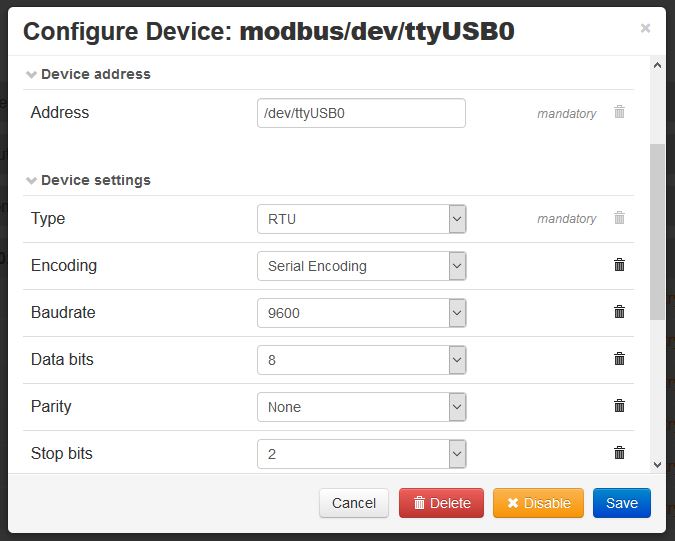 Configure Device: modbus/dev/ttyUSB0
×
Device address
Address
/dev/ttyUSB0
mandatory
Device settings
Type
RTU
mandatory
Encoding
Serial Encoding
Baudrate
9600
Data bits
8
Parity
None
Stop bits
2
Cancel
Delete
Disable
Save